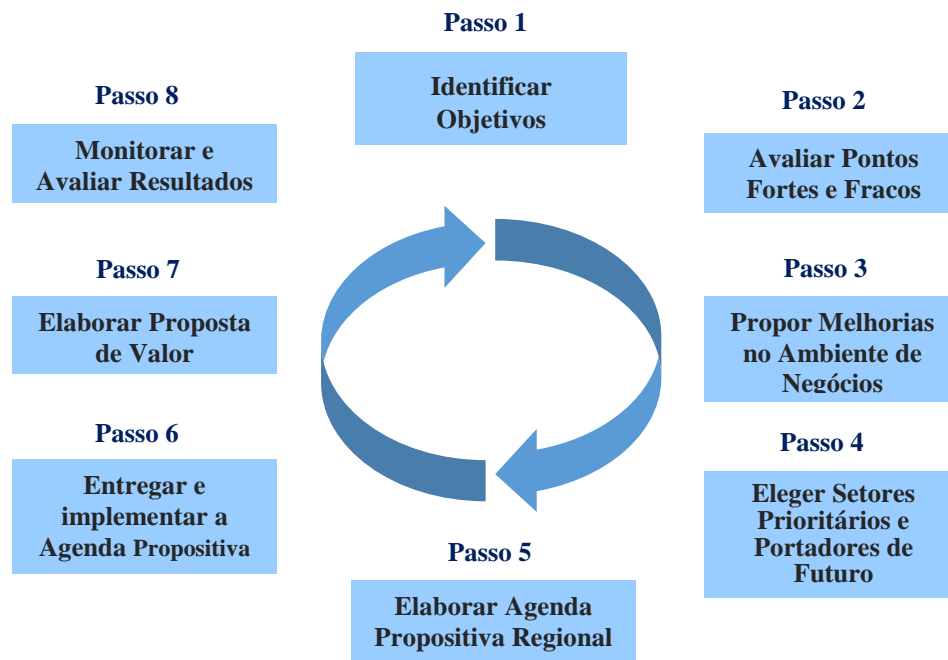 Passo 1
Identificar
Objetivos
Passo 2
Avaliar Pontos
Fortes e Fracos
Passo 3
Propor Melhorias
no Ambiente de
Negócios
Passo 4
Eleger Setores
Prioritários e
Portadores de
Futuro
Passo 5
Elaborar Agenda
Propositiva Regional
Passo 6
Entregar e
implementar a
Agenda Propositiva
Passo 7
Elaborar Proposta
de Valor
Passo 8
Monitorar e
Avaliar Resultados